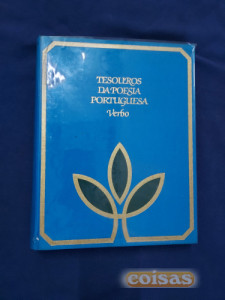 TESOUROS
DA POESIA
PORTUGUESA
Verbo
coisas